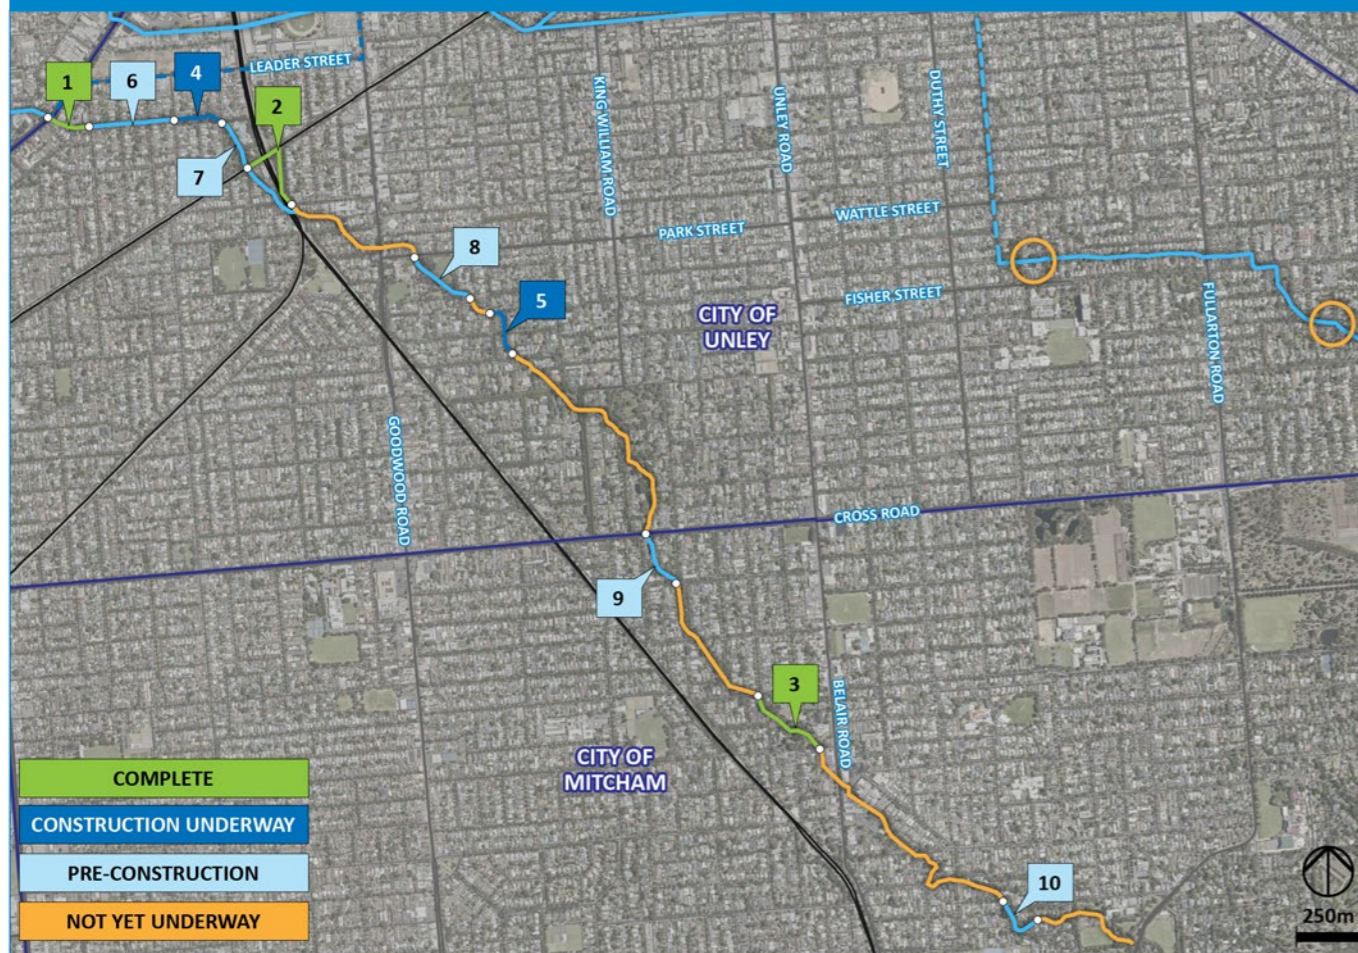 LEADER STREET
1
6
4
2
7
KING WILLIAM ROAD
UNLEY ROAD
DUTHY STREET
WATTLE STREET
PARK STREET
8
5
FISHER STREET
CITY OF
UNLEY
FULLARTON ROAD
GOODWOOD ROAD
CROSS ROAD
9
3
BELAIR ROAD
CITY OF
MITCHAM
10
COMPLETE
CONSTRUCTION UNDERWAY
PRE-CONSTRUCTION
NOT YET UNDERWAY
250m